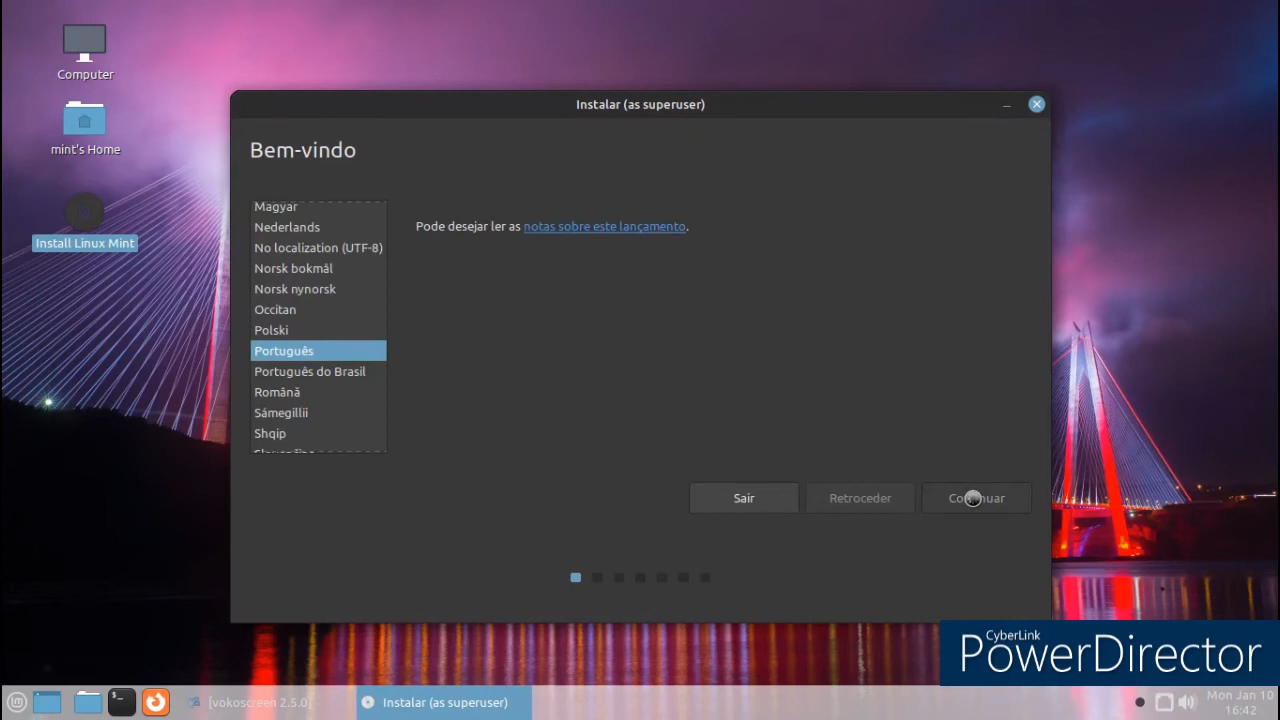 Computer
mint's Home
Install Linux Mint
Instalar (as superuser)
Bem-vindo
Magyar
Nederlands
No localization (UTF-8)
Norsk bokmål
Norsk nynorsk
Occitan
Polski
Português
Português do Brasil
Română
Sámegillii
Shqip
Pode desejar ler as notas sobre este lançamento.
Sair
Retroceder
Continuar
CyberLink
PowerDirector
[vokoscreen 2.5.0]
Instalar (as superuser)
Mon Jan 10
16:42